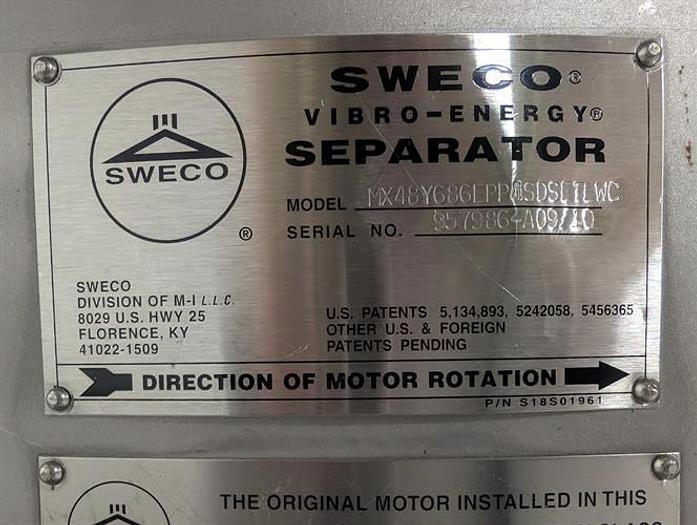 SWECO®
VIBRO-ENERGY®
SEPARATOR
SWECO
®
MODEL
SERIAL NO. 957986-A09/10
SWECO
DIVISION OF M-I L.L.C.
8029 U.S. HWY 25
FLORENCE, KY
41022-1509
U.S. PATENTS 5,134,893, 5242058, 5456365
OTHER U.S. & FOREIGN
PATENTS PENDING
DIRECTION OF MOTOR ROTATION
P/N S18S01961
THE ORIGINAL MOTOR INSTALLED IN THIS